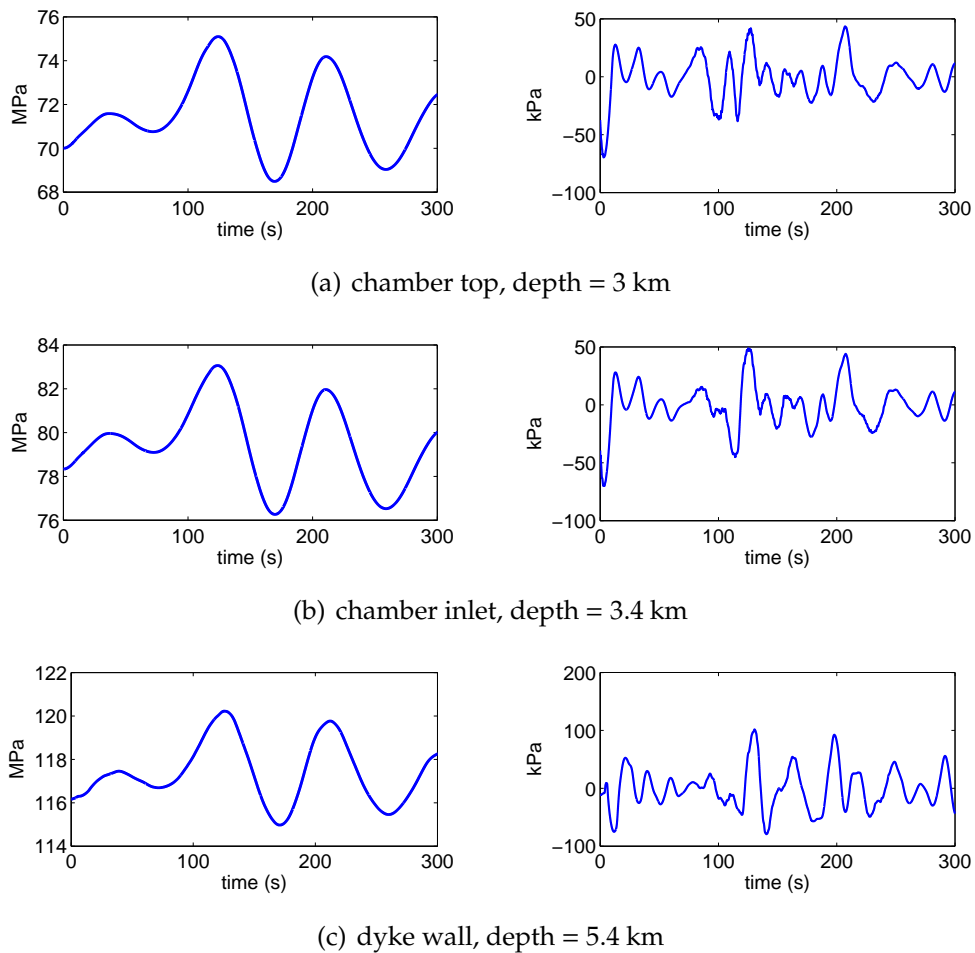 76
74
72
70
68
MPa
0 100 200 300
time (s)
50
0
−50
−100
kPa
0 100 200 300
time (s)
(a) chamber top, depth = 3 km
84
82
80
78
76
MPa
0 100 200 300
time (s)
50
0
−50
−100
kPa
0 100 200 300
time (s)
(b) chamber inlet, depth = 3.4 km
122
120
118
116
114
MPa
0 100 200 300
time (s)
200
100
0
−100
kPa
0 100 200 300
time (s)
(c) dyke wall, depth = 5.4 km